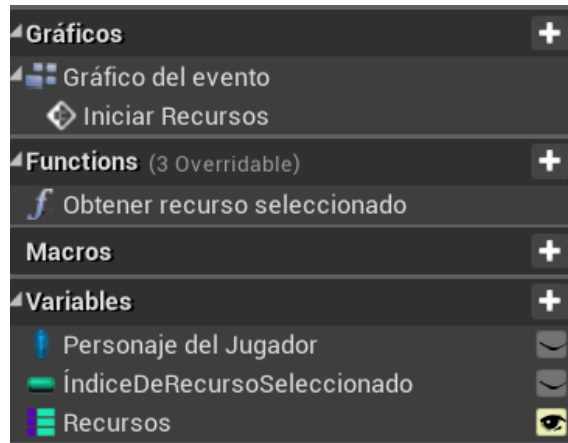 Gráficos
Gráfico del evento
Iniciar Recursos
Functions (3 Overridable)
Obtener recurso seleccionado
Macros
Variables
Personaje del Jugador
ÍndiceDeRecursoSeleccionado
Recursos